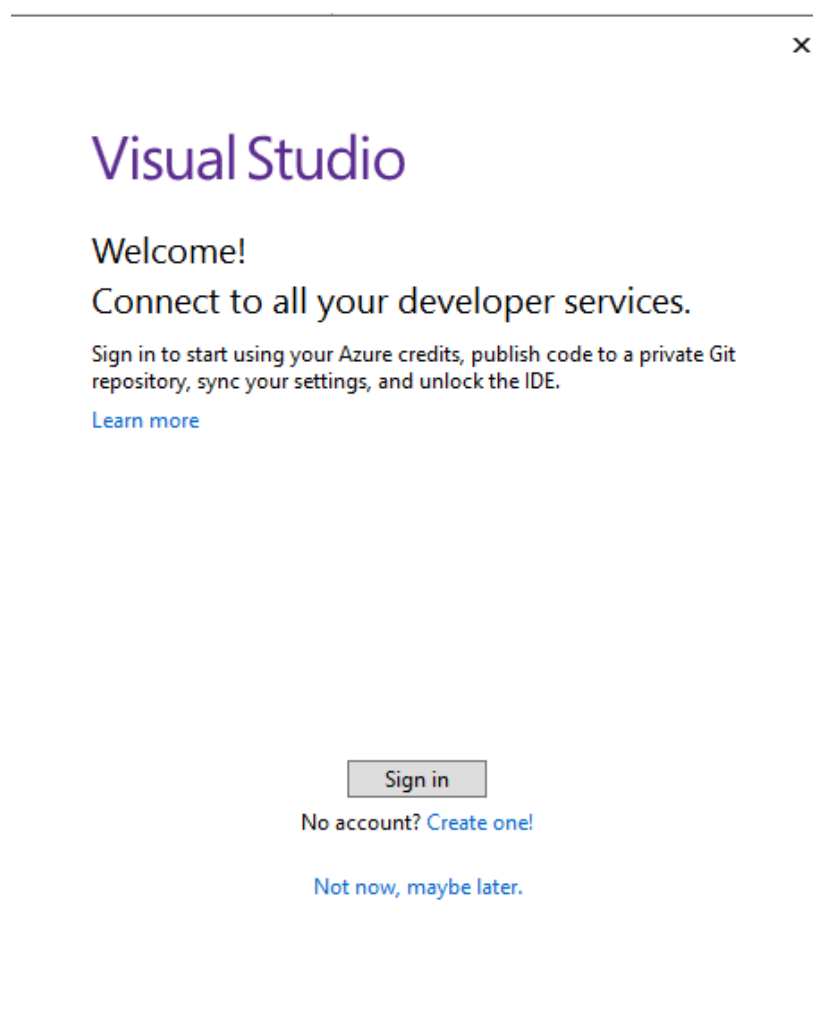 Visual Studio
Welcome!
Connect to all your developer services.
Sign in to start using your Azure credits, publish code to a private Git
repository, sync your settings, and unlock the IDE.
Learn more
Sign in
No account? Create one!
Not now, maybe later.